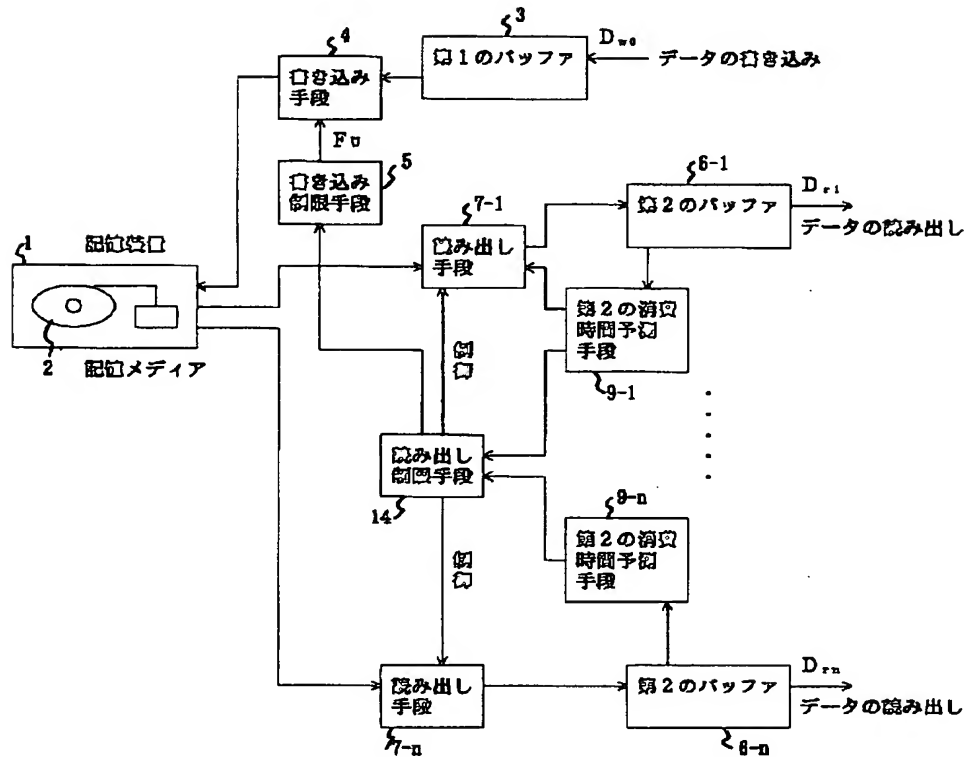 3
4
第1のバッファ
Dw0
データの書き込み
書き込み
手段
Fu
5
書き込み
制限手段
6-1
7-1
第2のバッファ
Dr1
データの読み出し
読み出し
手段
1
記憶装置
2
記憶メディア
第2の消費
時間予測
手段
9-1
制御
読み出し
制御手段
14
9-n
第2の消費
時間予測
手段
制御
読み出し
手段
7-n
第2のバッファ
Drn
データの読み出し
6-n